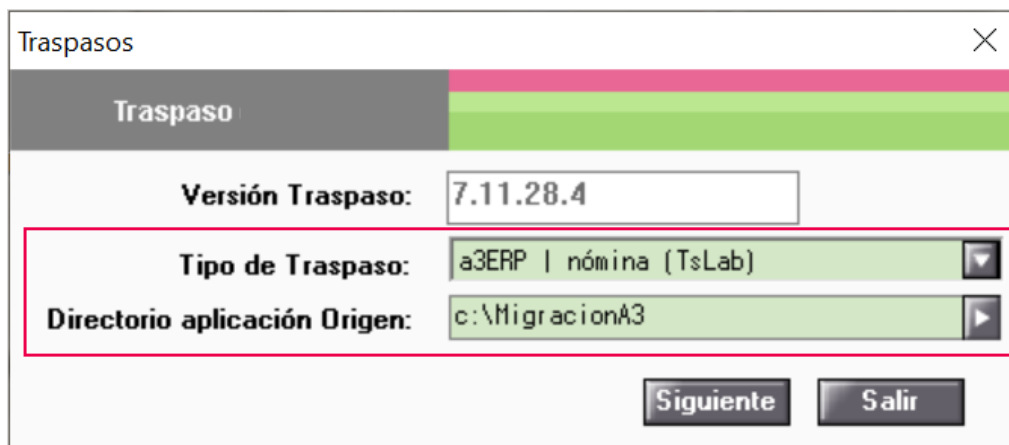 Traspasos
Traspaso
Versión Traspaso: 7.11.28.4
Tipo de Traspaso: a3ERP | nómina (TsLab)
Directorio aplicación Origen: c:\MigracionA3
Siguiente Salir